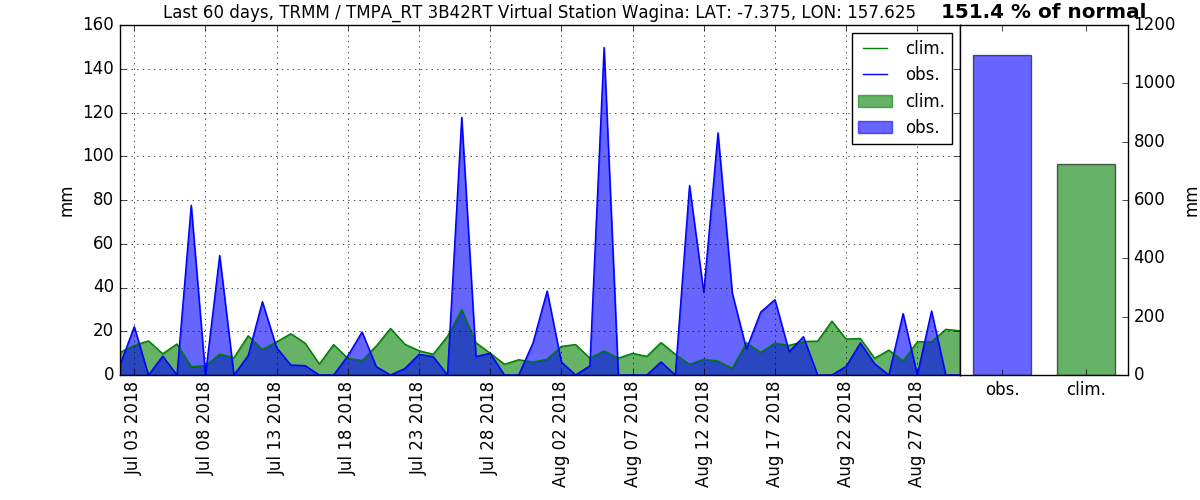 Last 60 days, TRMM / TMPA_RT 3B42RT Virtual Station Wagina: LAT: -7.375, LON: 157.625
151.4 % of normal
160
140
120
100
80
60
40
20
0
mm
clim.
obs.
clim.
obs.
Jul 03 2018
Jul 08 2018
Jul 13 2018
Jul 18 2018
Jul 23 2018
Jul 28 2018
Aug 02 2018
Aug 07 2018
Aug 12 2018
Aug 17 2018
Aug 22 2018
Aug 27 2018
1200
1000
800
600
400
200
0
mm
obs.
clim.